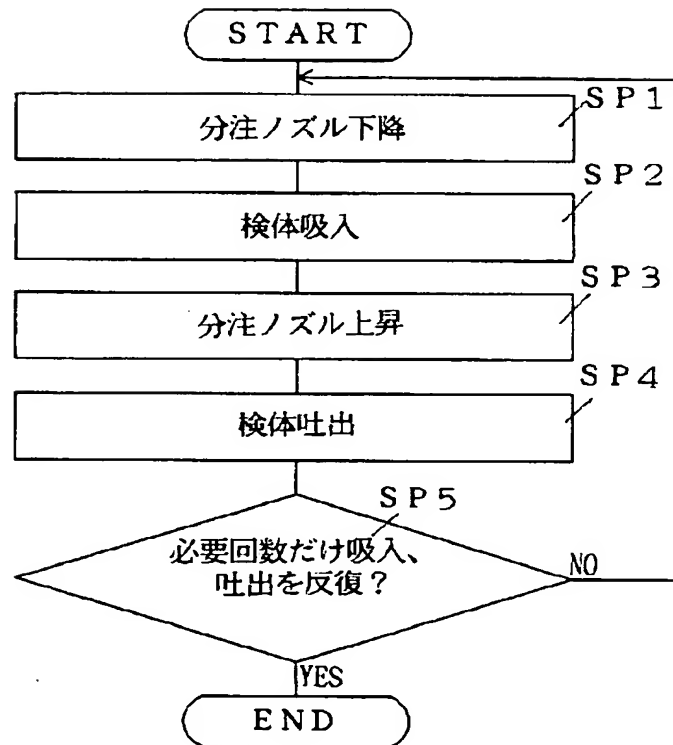 START
SP1
分注ノズル下降
SP2
検体吸入
SP3
分注ノズル上昇
SP4
検体吐出
SP5
必要回数だけ吸入、
吐出を反復?
NO
YES
END